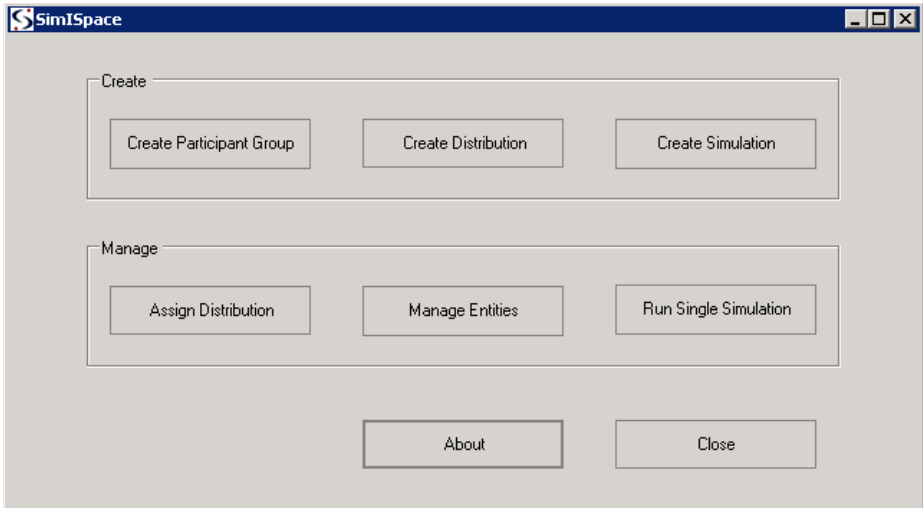 SimISpace
Create
Create Participant Group
Create Distribution
Create Simulation
Manage
Assign Distribution
Manage Entities
Run Single Simulation
About
Close